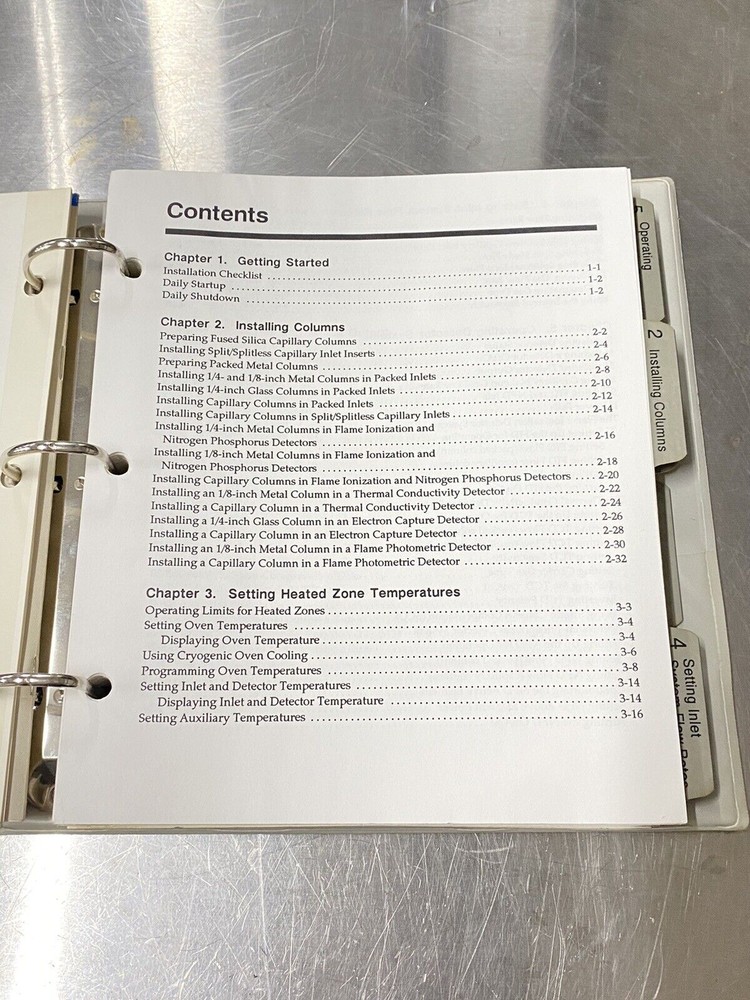 Contents
Chapter 1. Getting Started
Installation Checklist ........ 1-1
Daily Startup ........ 1-2
Daily Shutdown ........ 1-2
Chapter 2. Installing Columns
Preparing Fused Silica Capillary Columns ........ 2-2
Installing Split/Splitless Capillary Inlet Inserts ........ 2-4
Preparing Packed Metal Columns ........ 2-6
Installing 1/4- and 1/8-inch Metal Columns in Packed Inlets ........ 2-8
Installing 1/4-inch Glass Columns in Packed Inlets ........ 2-10
Installing Capillary Columns in Packed Inlets ........ 2-12
Installing Capillary Columns in Split/Splitless Capillary Inlets ........ 2-14
Installing 1/4-inch Metal Columns in Flame Ionization and
Nitrogen Phosphorus Detectors ........ 2-16
Installing 1/8-inch Metal Columns in Flame Ionization and
Nitrogen Phosphorus Detectors ........ 2-18
Installing Capillary Columns in Flame Ionization and Nitrogen Phosphorus Detectors .... 2-20
Installing an 1/8-inch Metal Column in a Thermal Conductivity Detector ........ 2-22
Installing a Capillary Column in a Thermal Conductivity Detector ........ 2-24
Installing a 1/4-inch Glass Column in an Electron Capture Detector ........ 2-26
Installing a Capillary Column in an Electron Capture Detector ........ 2-28
Installing an 1/8-inch Metal Column in a Flame Photometric Detector ........ 2-30
Installing a Capillary Column in a Flame Photometric Detector ........ 2-32
Chapter 3. Setting Heated Zone Temperatures
Operating Limits for Heated Zones ........ 3-3
Setting Oven Temperatures ........ 3-4
Displaying Oven Temperature ........ 3-4
Using Cryogenic Oven Cooling ........ 3-6
Programming Oven Temperatures ........ 3-8
Setting Inlet and Detector Temperatures ........ 3-14
Displaying Inlet and Detector Temperature ........ 3-14
Setting Auxiliary Temperatures ........ 3-16
Operating
2 Installing Columns
4 Setting Inlet
System Flow Rates